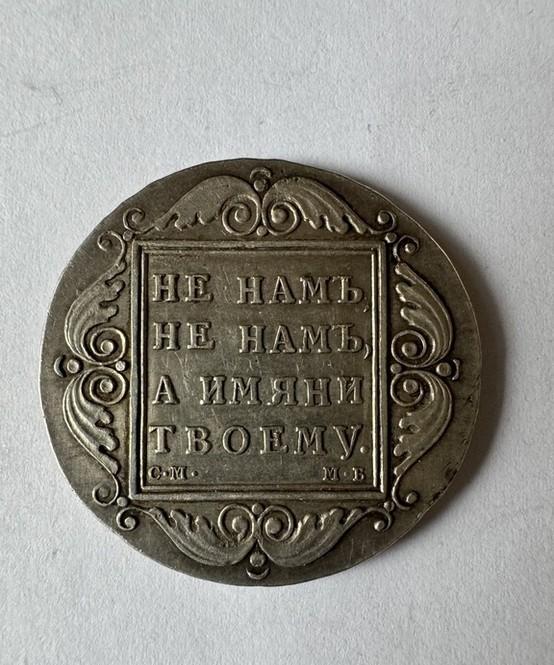 НЕ НАМЪ,
НЕ НАМЪ,
А ИМЯНИ
ТВОЕМУ.
С·М· М·Б